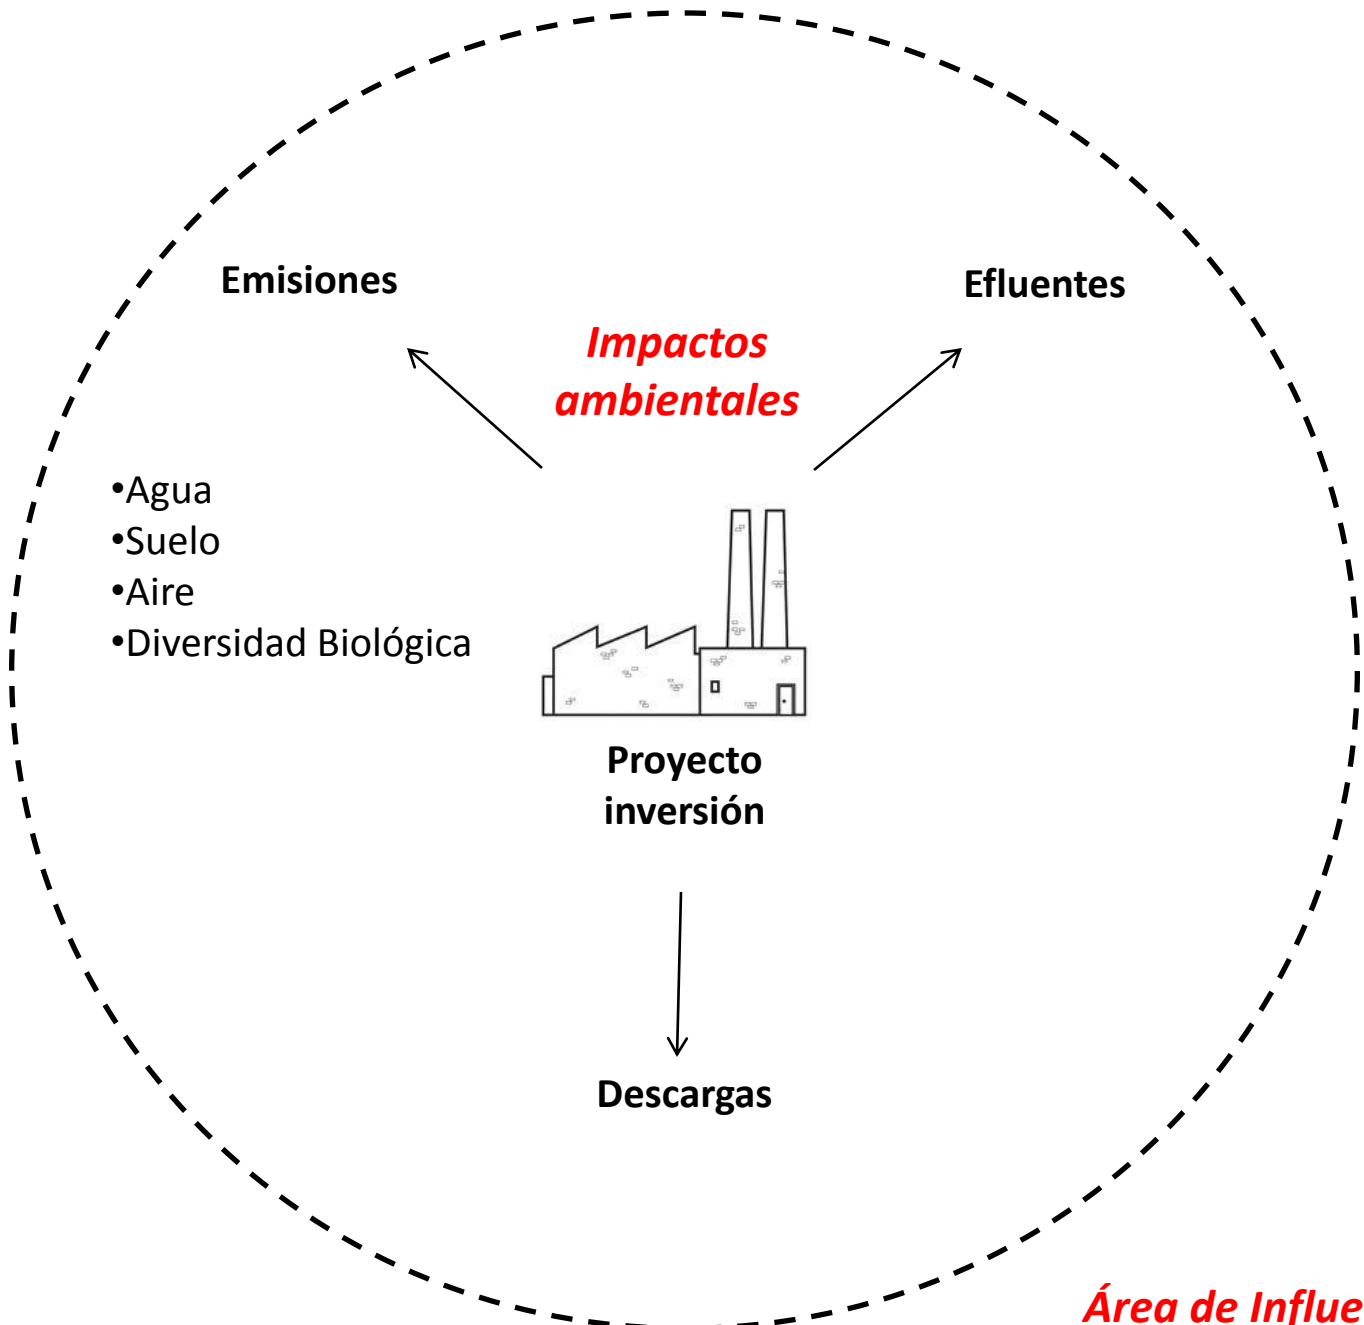 Emisiones
Efluentes
Impactos
ambientales
•Agua
•Suelo
•Aire
•Diversidad Biológica
Proyecto
inversión
Descargas
Área de Influe